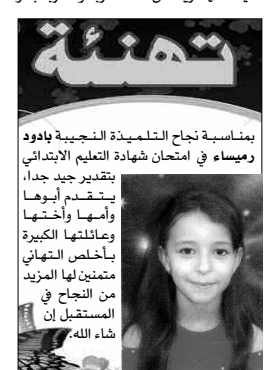 تهنئة
بمناسبة نجاح التلميذة النجيبة بادود
رميساء في امتحان شهادة التعليم الابتدائي
بتقدير جيد جدا،
يتقدم أبوها
وأمها وأختها
وعائلتها الكبيرة
بأخلص التهاني
متمنين لها المزيد
من النجاح في
المستقبل إن
شاء الله.